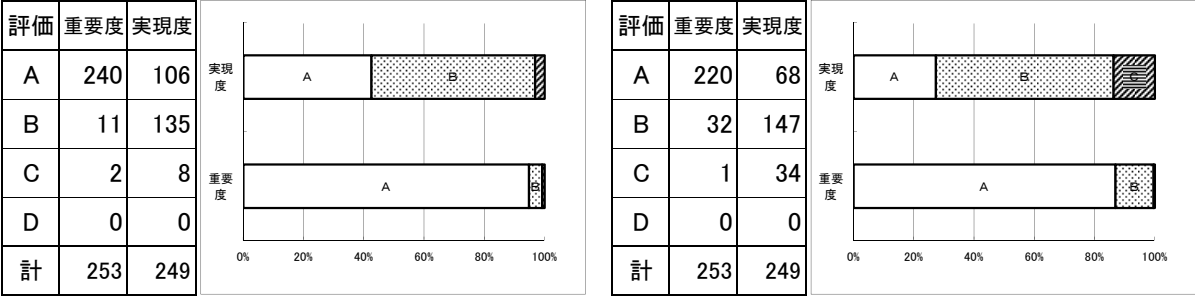 評価 重要度 実現度
A 240 106
B 11 135
C 2 8
D 0 0
計 253 249
実現
度
A B
重要
度
A B
0% 20% 40% 60% 80% 100%
評価 重要度 実現度
A 220 68
B 32 147
C 1 34
D 0 0
計 253 249
実現
度
A B C
重要
度
A B
0% 20% 40% 60% 80% 100%